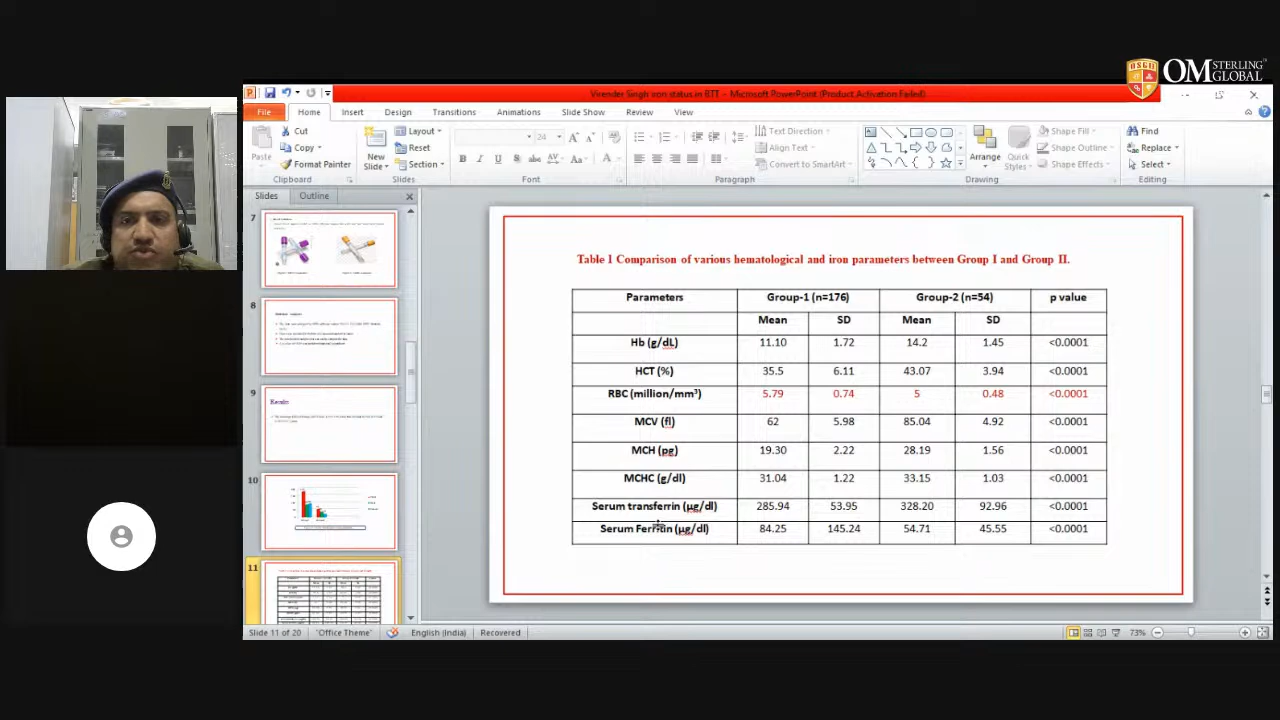 OM STERLING GLOBAL
OSGU
Virender Singh iron status in BTT - Microsoft PowerPoint (Product Activation Failed)
File Home Insert Design Transitions Animations Slide Show Review View
Paste
Cut
Copy
Format Painter
Clipboard
New Slide
Layout
Reset
Section
Slides
24
Font
Paragraph
Text Direction
Align Text
Convert to SmartArt
Arrange
Quick Styles
Shape Fill
Shape Outline
Shape Effects
Drawing
Find
Replace
Select
Editing
Slides Outline
7
8
9
Results
10
11
Table 1 Comparison of various hematological and iron parameters between Group I and Group II.
Parameters Group-1 (n=176) Group-2 (n=54) p value
Mean SD Mean SD
Hb (g/dL) 11.10 1.72 14.2 1.45 <0.0001
HCT (%) 35.5 6.11 43.07 3.94 <0.0001
RBC (million/mm³) 5.79 0.74 5 0.48 <0.0001
MCV (fl) 62 5.98 85.04 4.92 <0.0001
MCH (pg) 19.30 2.22 28.19 1.56 <0.0001
MCHC (g/dl) 31.04 1.22 33.15 1.03 <0.0001
Serum transferrin (µg/dl) 285.94 53.95 328.20 92.96 <0.0001
Serum Ferritin (µg/dl) 84.25 145.24 54.71 45.55 <0.0001
Slide 11 of 20 "Office Theme" English (India) Recovered 73%